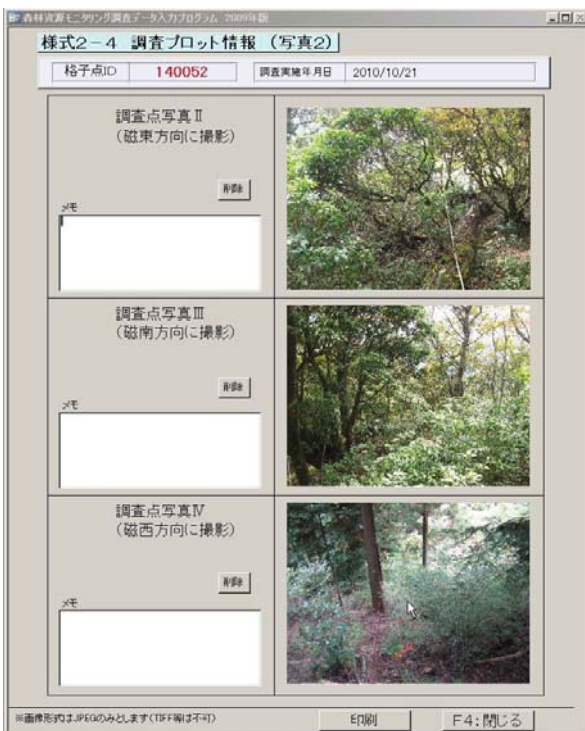 森林資源モニタリング調査データ入力プログラム 2009年版
様式2-4 調査プロット情報 (写真2)
格子点ID 140052 調査実施年月日 2010/10/21
調査点写真Ⅱ
(磁東方向に撮影)
削除
メモ
調査点写真Ⅲ
(磁南方向に撮影)
削除
メモ
調査点写真Ⅳ
(磁西方向に撮影)
削除
メモ
※画像形式はJPEGのみとします(TIFF等は不可)
印刷
F4:閉じる